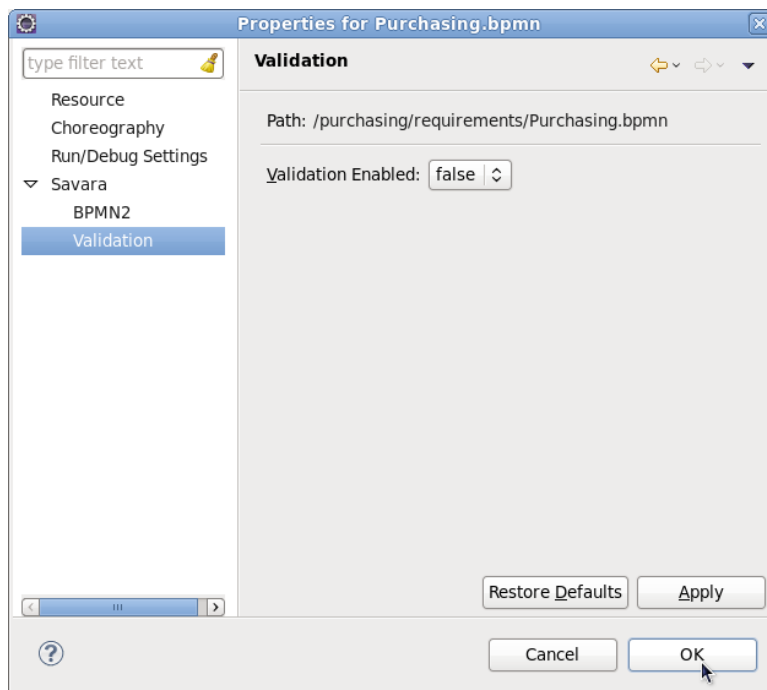 Properties for Purchasing.bpmn
type filter text
Resource
Choreography
Run/Debug Settings
Savara
BPMN2
Validation
Validation
Path: /purchasing/requirements/Purchasing.bpmn
Validation Enabled: false
Restore Defaults
Apply
Cancel
OK